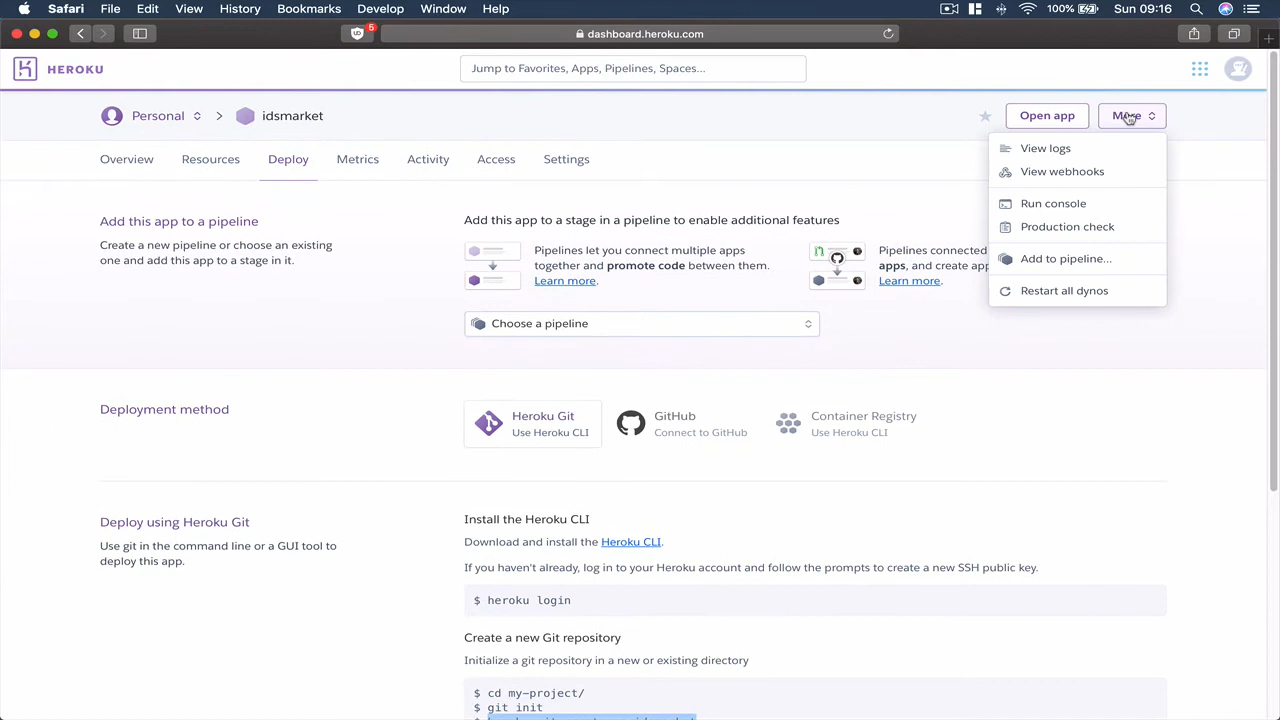 Safari File Edit View History Bookmarks Develop Window Help 100% Sun 09:16
5 dashboard.heroku.com
HEROKU Jump to Favorites, Apps, Pipelines, Spaces...
Personal > idsmarket Open app More
Overview Resources Deploy Metrics Activity Access Settings
View logs
View webhooks
Run console
Production check
Add to pipeline...
Restart all dynos
Add this app to a pipeline
Create a new pipeline or choose an existing
one and add this app to a stage in it.
Add this app to a stage in a pipeline to enable additional features
Pipelines let you connect multiple apps
together and promote code between them.
Learn more.
Pipelines connected
apps, and create app
Learn more.
Choose a pipeline
Deployment method
Heroku Git
Use Heroku CLI
GitHub
Connect to GitHub
Container Registry
Use Heroku CLI
Deploy using Heroku Git
Use git in the command line or a GUI tool to
deploy this app.
Install the Heroku CLI
Download and install the Heroku CLI.
If you haven't already, log in to your Heroku account and follow the prompts to create a new SSH public key.
$ heroku login
Create a new Git repository
Initialize a git repository in a new or existing directory
$ cd my-project/
$ git init